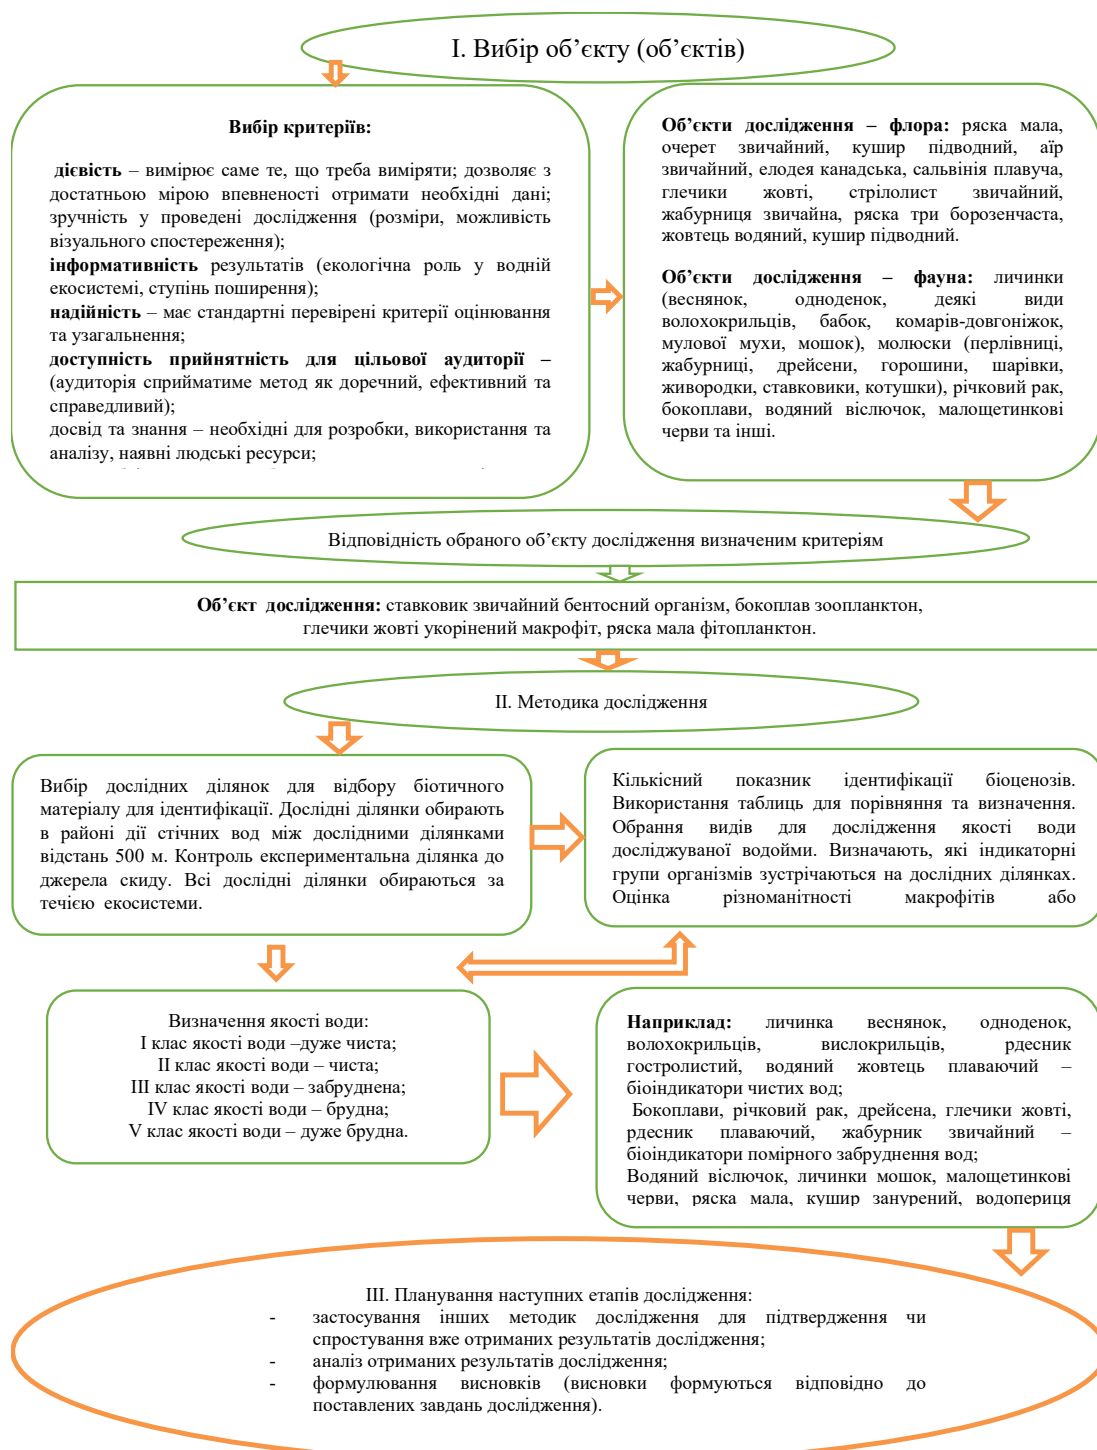 І. Вибір об’єкту (об’єктів)
Вибір критеріїв:
дієвість – вимірює саме те, що треба виміряти; дозволяє з
достатньою мірою впевненості отримати необхідні дані;
зручність у проведені дослідження (розміри, можливість
візуального спостереження);
інформативність результатів (екологічна роль у водній
екосистемі, ступінь поширення);
надійність – має стандартні перевірені критерії оцінювання
та узагальнення;
доступність прийнятність для цільової аудиторії –
(аудиторія сприйматиме метод як доречний, ефективний та
справедливий);
досвід та знання – необхідні для розробки, використання та
аналізу, наявні людські ресурси;
Об’єкти дослідження – флора: ряска мала,
очерет звичайний, кушир підводний, аїр
звичайний, елодея канадська, сальвінія плавуча,
глечики жовті, стрілолист звичайний,
жабурниця звичайна, ряска три борозенчаста,
жовтець водяний, кушир підводний.
Об’єкти дослідження – фауна: личинки
(веснянок, одноденок, деякі види
волохокрильців, бабок, комарів-довгоніжок,
мулової мухи, мошок), молюски (перлівниці,
жабурниці, дрейсени, горошини, шарівки,
живородки, ставковики, котушки), річковий рак,
бокоплави, водяний віслючок, малощетинкові
черви та інші.
Відповідність обраного об’єкту дослідження визначеним критеріям
Об’єкт дослідження: ставковик звичайний бентосний організм, бокоплав зоопланктон,
глечики жовті укорінений макрофіт, ряска мала фітопланктон.
ІІ. Методика дослідження
Вибір дослідних ділянок для відбору біотичного
матеріалу для ідентифікації. Дослідні ділянки обирають
в районі дії стічних вод між дослідними ділянками
відстань 500 м. Контроль експериментальна ділянка до
джерела скиду. Всі дослідні ділянки обираються за
течією екосистеми.
Кількісний показник ідентифікації біоценозів.
Використання таблиць для порівняння та визначення.
Обрання видів для дослідження якості води
досліджуваної водойми. Визначають, які індикаторні
групи організмів зустрічаються на дослідних ділянках.
Оцінка різноманітності макрофітів або
Визначення якості води:
І клас якості води –дуже чиста;
ІІ клас якості води – чиста;
ІІІ клас якості води – забруднена;
IV клас якості води – брудна;
V клас якості води – дуже брудна.
Наприклад: личинка веснянок, одноденок,
волохокрильців, вислокрильців, рдесник
гостролистий, водяний жовтець плаваючий –
біоіндикатори чистих вод;
Бокоплави, річковий рак, дрейсена, глечики жовті,
рдесник плаваючий, жабурник звичайний –
біоіндикатори помірного забруднення вод;
Водяний віслючок, личинки мошок, малощетинкові
черви, ряска мала, кушир занурений, водопериця
ІІІ. Планування наступних етапів дослідження:
- застосування інших методик дослідження для підтвердження чи
спростування вже отриманих результатів дослідження;
- аналіз отриманих результатів дослідження;
- формулювання висновків (висновки формуються відповідно до
поставлених завдань дослідження).